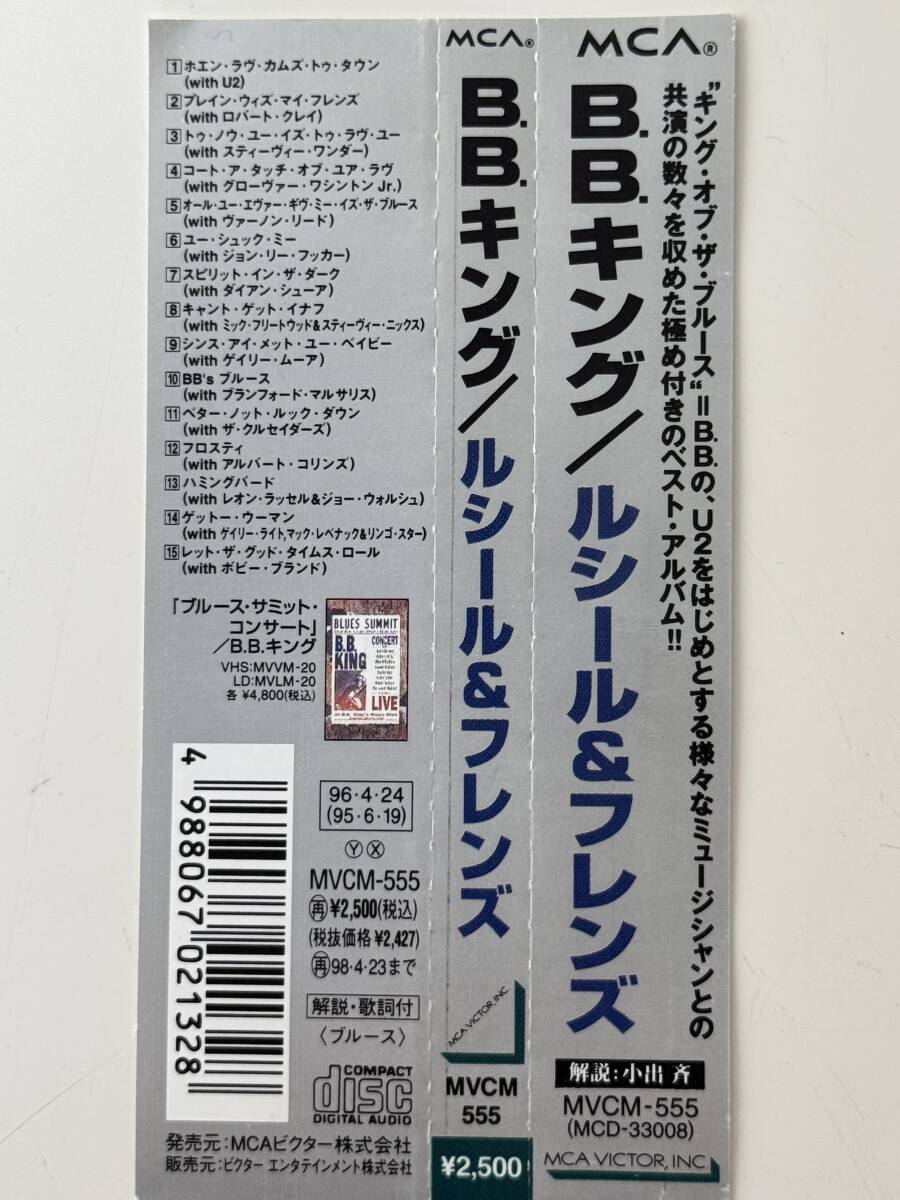 1 ホエン・ラヴ・カムズ・トゥ・タウン
(with U2)
2 プレイン・ウィズ・マイ・フレンズ
(with ロバート・クレイ)
3 トゥ・ノウ・ユー・イズ・トゥ・ラヴ・ユー
(with スティーヴィー・ワンダー)
4 コート・ア・タッチ・オブ・ユア・ラヴ
(with グローヴァー・ワシントン Jr.)
5 オール・ユー・エヴァー・ギヴ・ミー・イズ・ザ・ブルース
(with ヴァーノン・リード)
6 ユー・シュック・ミー
(with ジョン・リー・フッカー)
7 スピリット・イン・ザ・ダーク
(with ダイアン・シューア)
8 キャント・ゲット・イナフ
(with ミック・フリートウッド&スティーヴィー・ニックス)
9 シンス・アイ・メット・ユー・ベイビー
(with ゲイリー・ムーア)
10 BB's ブルース
(with ブランフォード・マルサリス)
11 ベター・ノット・ルック・ダウン
(with ザ・クルセイダーズ)
12 フロスティ
(with アルバート・コリンズ)
13 ハミングバード
(with レオン・ラッセル&ジョー・ウォルシュ)
14 ゲットー・ウーマン
(with ゲイリー・ライト,マック・レベナック&リンゴ・スター)
15 レット・ザ・グッド・タイムス・ロール
(with ボビー・ブランド)
「ブルース・サミット・
コンサート」
/B.B.キング
VHS:MVVM-20
LD:MVLM-20
各 ¥4,800(税込)
BLUES SUMMIT
CONCERT
B.B.
KING
LIVE
4 988067 021328
96・4・24
(95・6・19)
Y X
MVCM-555
再 ¥2,500(税込)
(税抜価格¥2,427)
再 98・4・23まで
解説・歌詞付
〈ブルース〉
COMPACT
disc
DIGITAL AUDIO
発売元:MCAビクター株式会社
販売元:ビクター エンタテインメント株式会社
MCA®
B.B.キング/ルシール&フレンズ
MCA VICTOR, INC
MVCM
555
¥2,500
MCA®
“キング・オブ・ザ・ブルース”=B.B.の、U2をはじめとする様々なミュージシャンとの
共演の数々を収めた極め付きのベスト・アルバム!!
B.B.キング/ルシール&フレンズ
解説:小出 斉
MVCM-555
(MCD-33008)
MCA VICTOR, INC